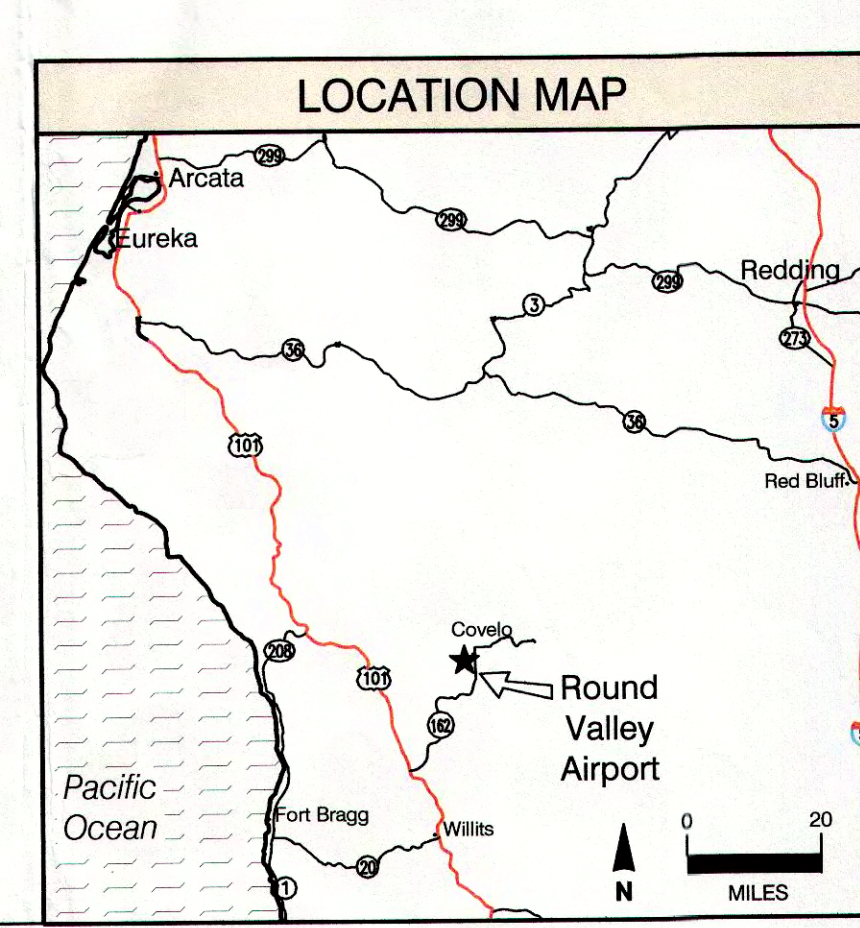 LOCATION MAP
299
Arcata
299
Eureka
Redding
299
3
273
36
36
5
101
Red Bluff
Covelo
208
101
Round
Valley
Airport
162
Pacific
Ocean
Fort Bragg
0 20
Willits
20
N
MILES
1